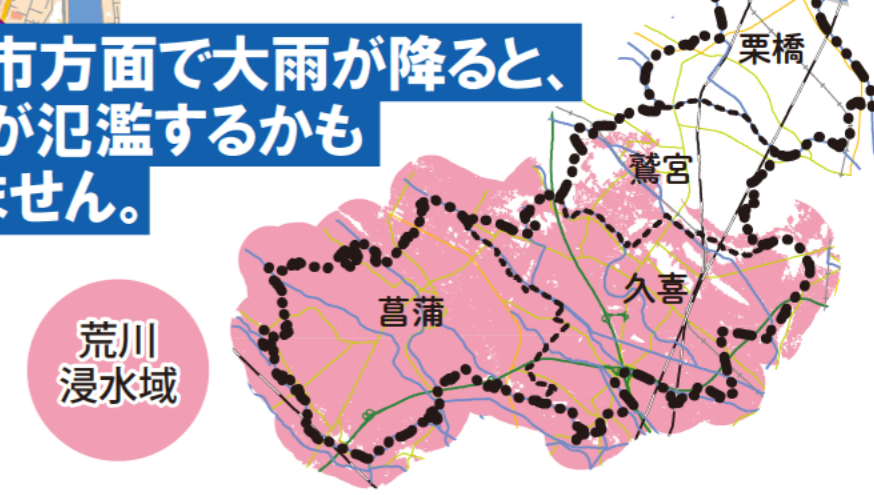 市方面で大雨が降ると、
が氾濫するかも
ません。
栗橋
鷲宮
久喜
菖蒲
荒川
浸水域